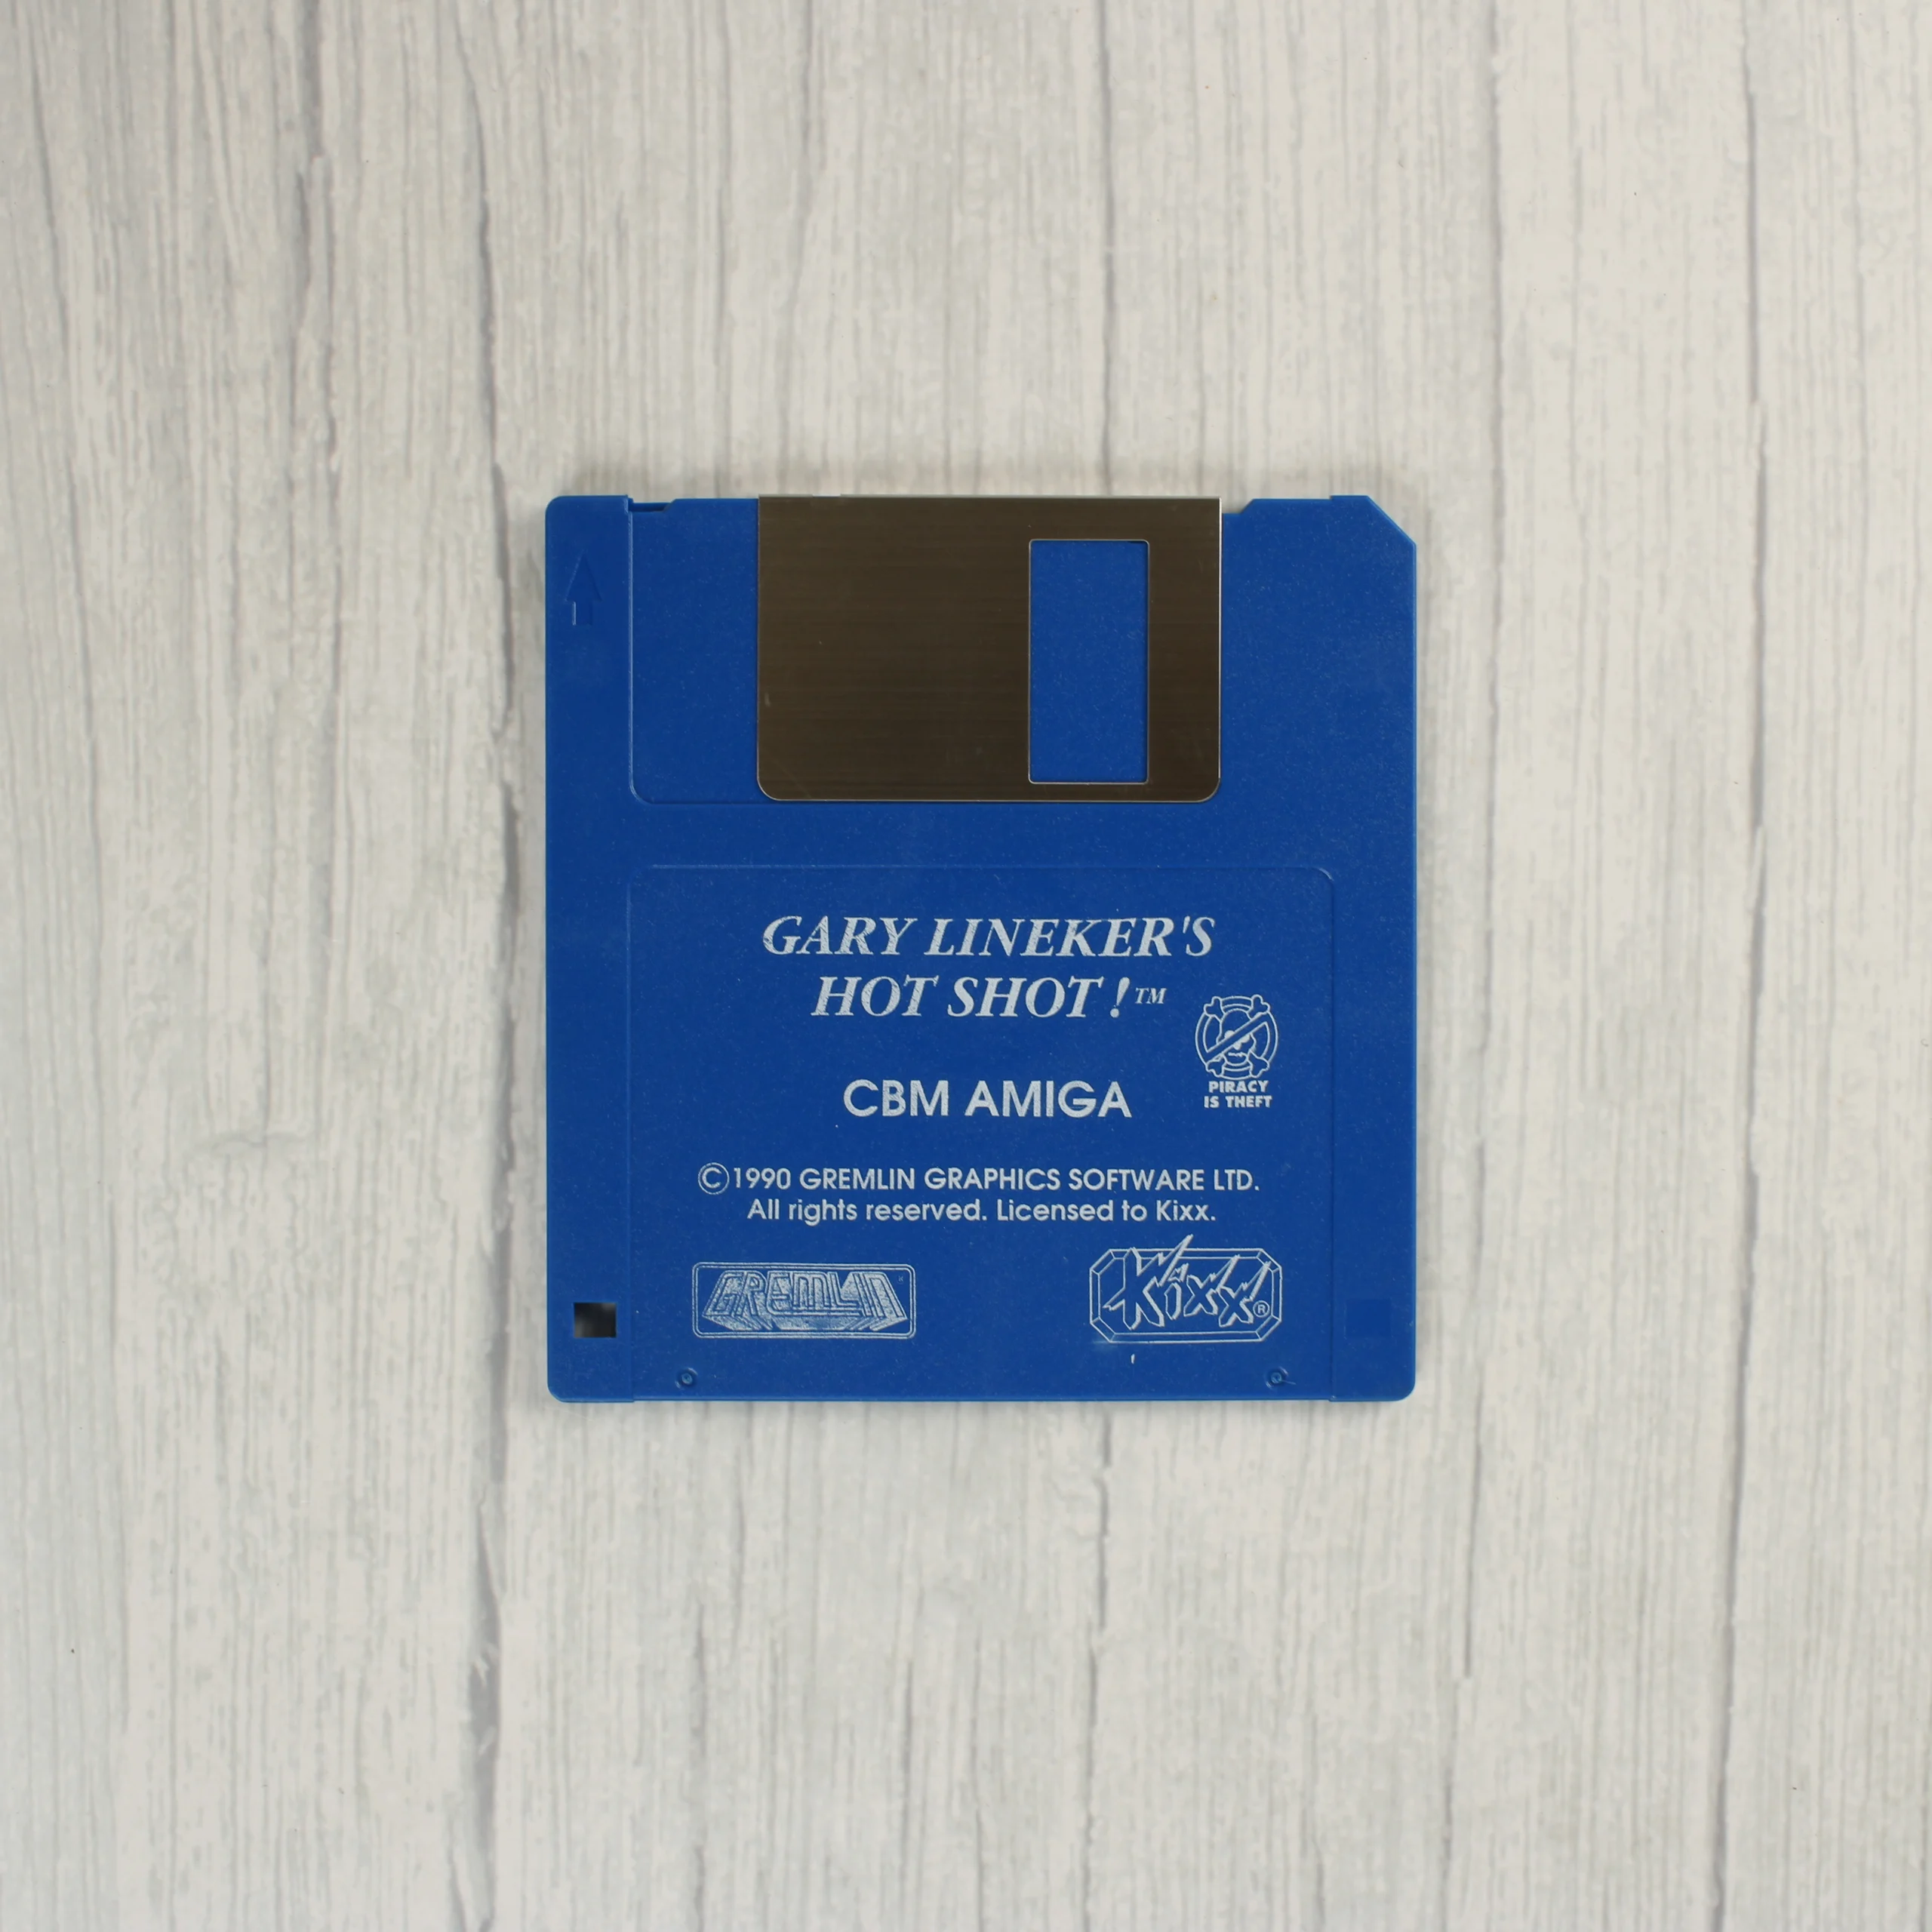 GARY LINEKER'S
HOT SHOT !™
CBM AMIGA
PIRACY
IS THEFT
©1990 GREMLIN GRAPHICS SOFTWARE LTD.
All rights reserved. Licensed to Kixx.
GREMLIN
Kixx®